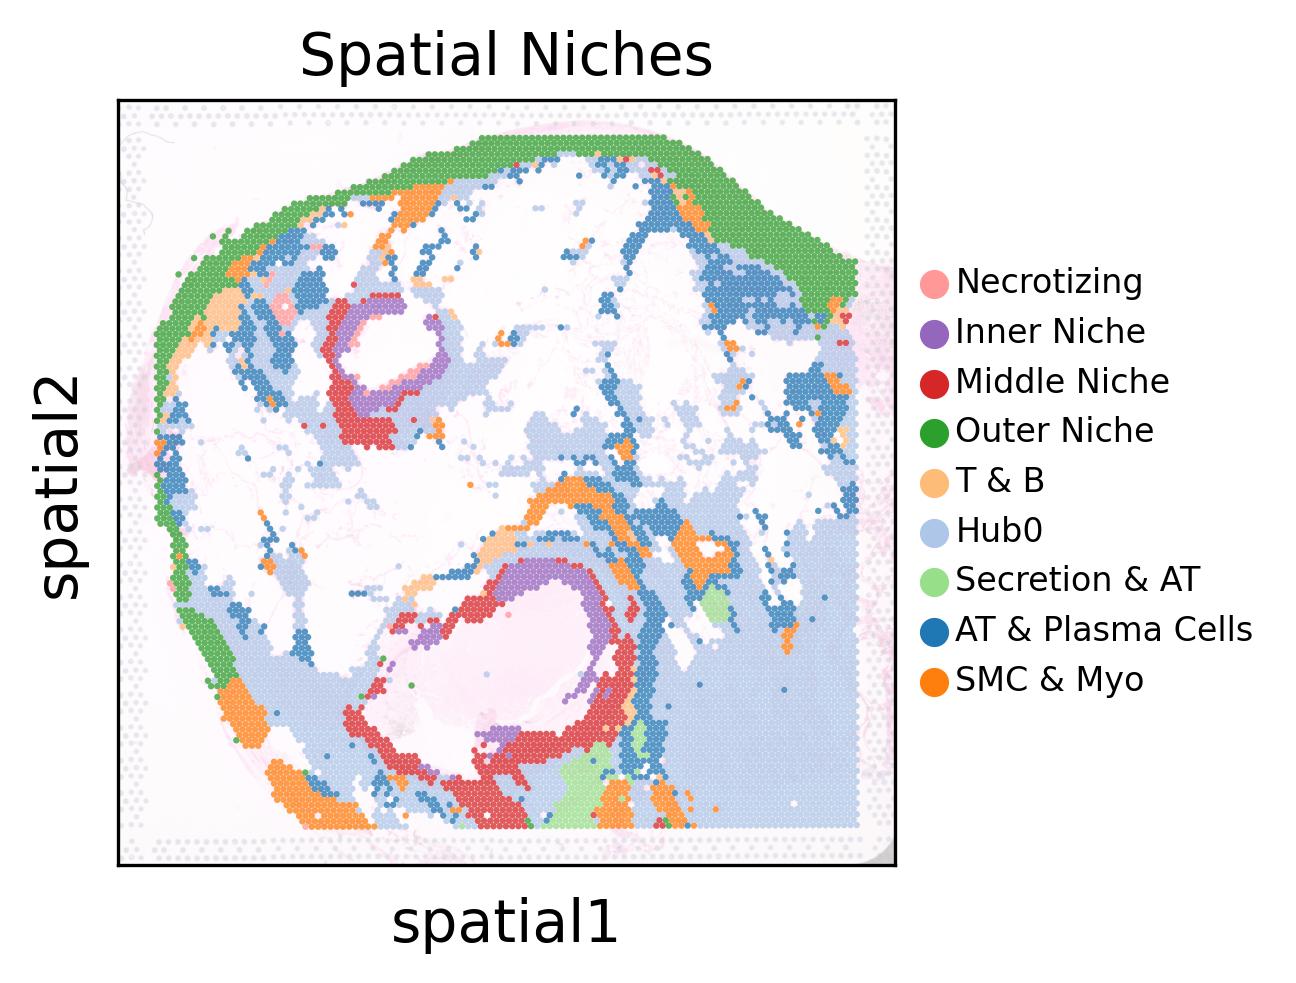 Spatial Niches
spatial2
spatial1
Necrotizing
Inner Niche
Middle Niche
Outer Niche
T & B
Hub0
Secretion & AT
AT & Plasma Cells
SMC & Myo